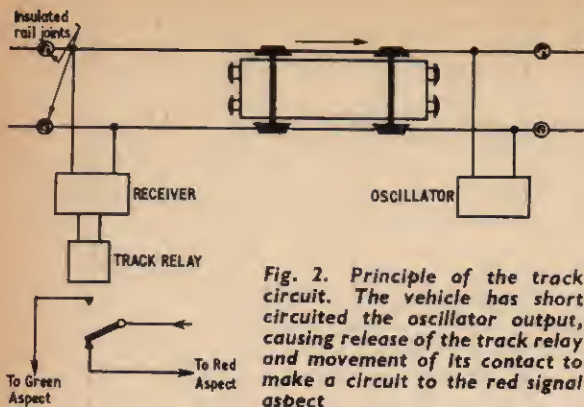 Insulated
rail joints
RECEIVER
OSCILLATOR
TRACK RELAY
To Green
Aspect
To Red
Aspect
Fig. 2. Principle of the track
circuit. The vehicle has short
circuited the oscillator output,
causing release of the track relay
and movement of its contact to
make a circuit to the red signal
aspect